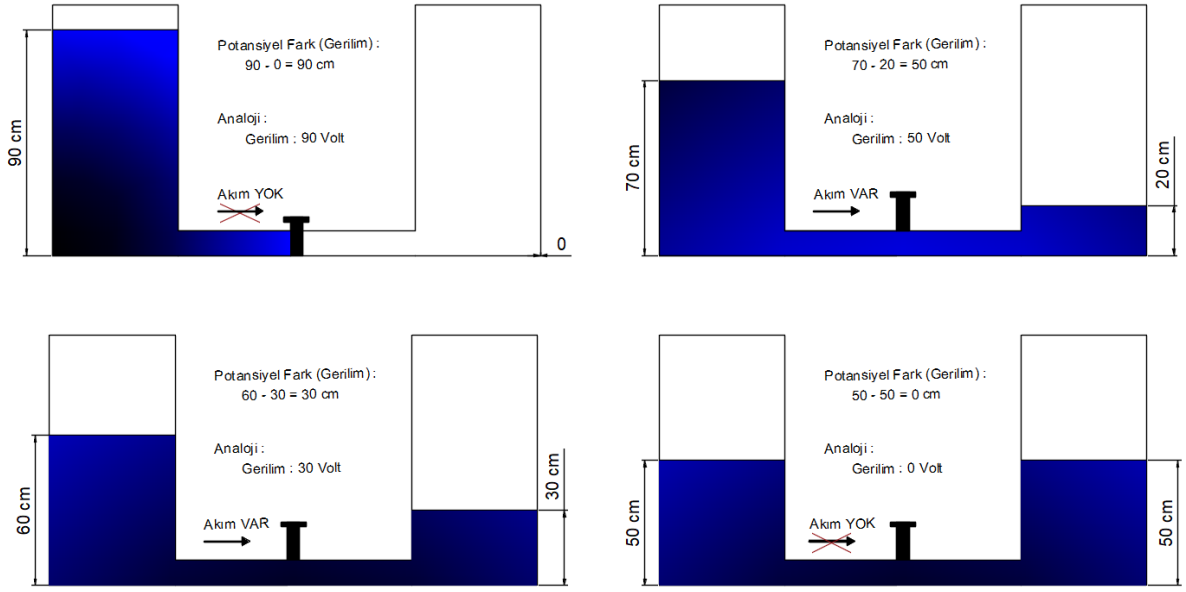 Potansiyel Fark (Gerilim) :
90 - 0 = 90 cm
Analoji :
Gerilim : 90 Volt
90 cm
Akım YOK
0
Potansiyel Fark (Gerilim) :
70 - 20 = 50 cm
Analoji :
Gerilim : 50 Volt
70 cm
20 cm
Akım VAR
Potansiyel Fark (Gerilim) :
60 - 30 = 30 cm
Analoji :
Gerilim : 30 Volt
60 cm
30 cm
Akım VAR
Potansiyel Fark (Gerilim) :
50 - 50 = 0 cm
Analoji :
Gerilim : 0 Volt
50 cm
50 cm
Akım YOK